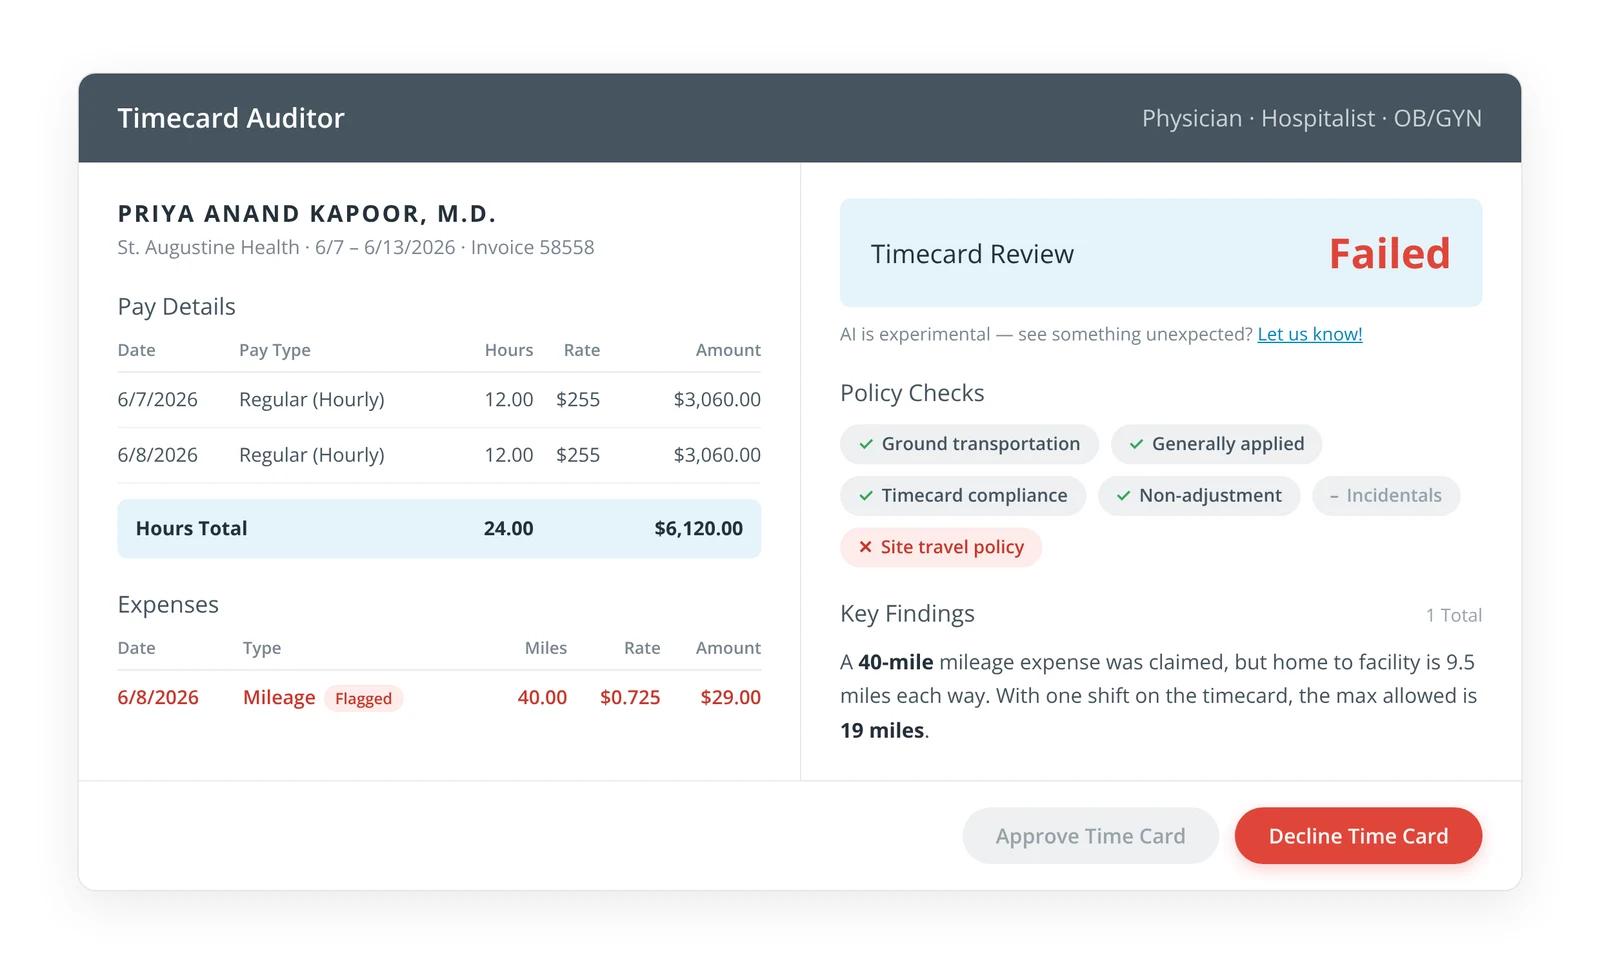 Timecard Auditor
Physician · Hospitalist · OB/GYN
PRIYA ANAND KAPOOR, M.D.
St. Augustine Health · 6/7 – 6/13/2026 · Invoice 58558
Pay Details
Date Pay Type Hours Rate Amount
6/7/2026 Regular (Hourly) 12.00 $255 $3,060.00
6/8/2026 Regular (Hourly) 12.00 $255 $3,060.00
Hours Total 24.00 $6,120.00
Expenses
Date Type Miles Rate Amount
6/8/2026 Mileage Flagged 40.00 $0.725 $29.00
Timecard Review Failed
AI is experimental — see something unexpected? Let us know!
Policy Checks
✓ Ground transportation ✓ Generally applied
✓ Timecard compliance ✓ Non-adjustment – Incidentals
✕ Site travel policy
Key Findings 1 Total
A 40-mile mileage expense was claimed, but home to facility is 9.5
miles each way. With one shift on the timecard, the max allowed is
19 miles.
Approve Time Card Decline Time Card